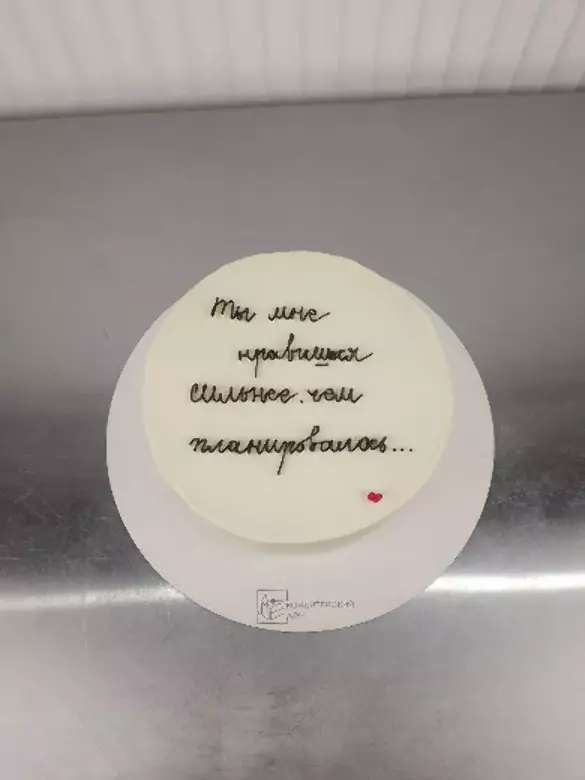 Ты мне
нравишься
сильнее, чем
планировалось...